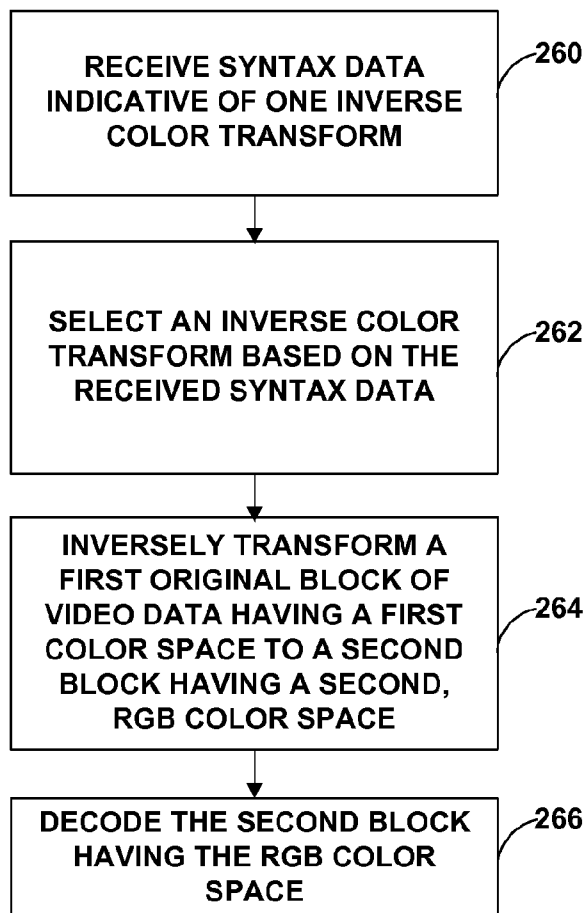 RECEIVE SYNTAX DATA
INDICATIVE OF ONE INVERSE
COLOR TRANSFORM
260
SELECT AN INVERSE COLOR
TRANSFORM BASED ON THE
RECEIVED SYNTAX DATA
262
INVERSELY TRANSFORM A
FIRST ORIGINAL BLOCK OF
VIDEO DATA HAVING A FIRST
COLOR SPACE TO A SECOND
BLOCK HAVING A SECOND,
RGB COLOR SPACE
264
DECODE THE SECOND BLOCK
HAVING THE RGB COLOR
SPACE
266